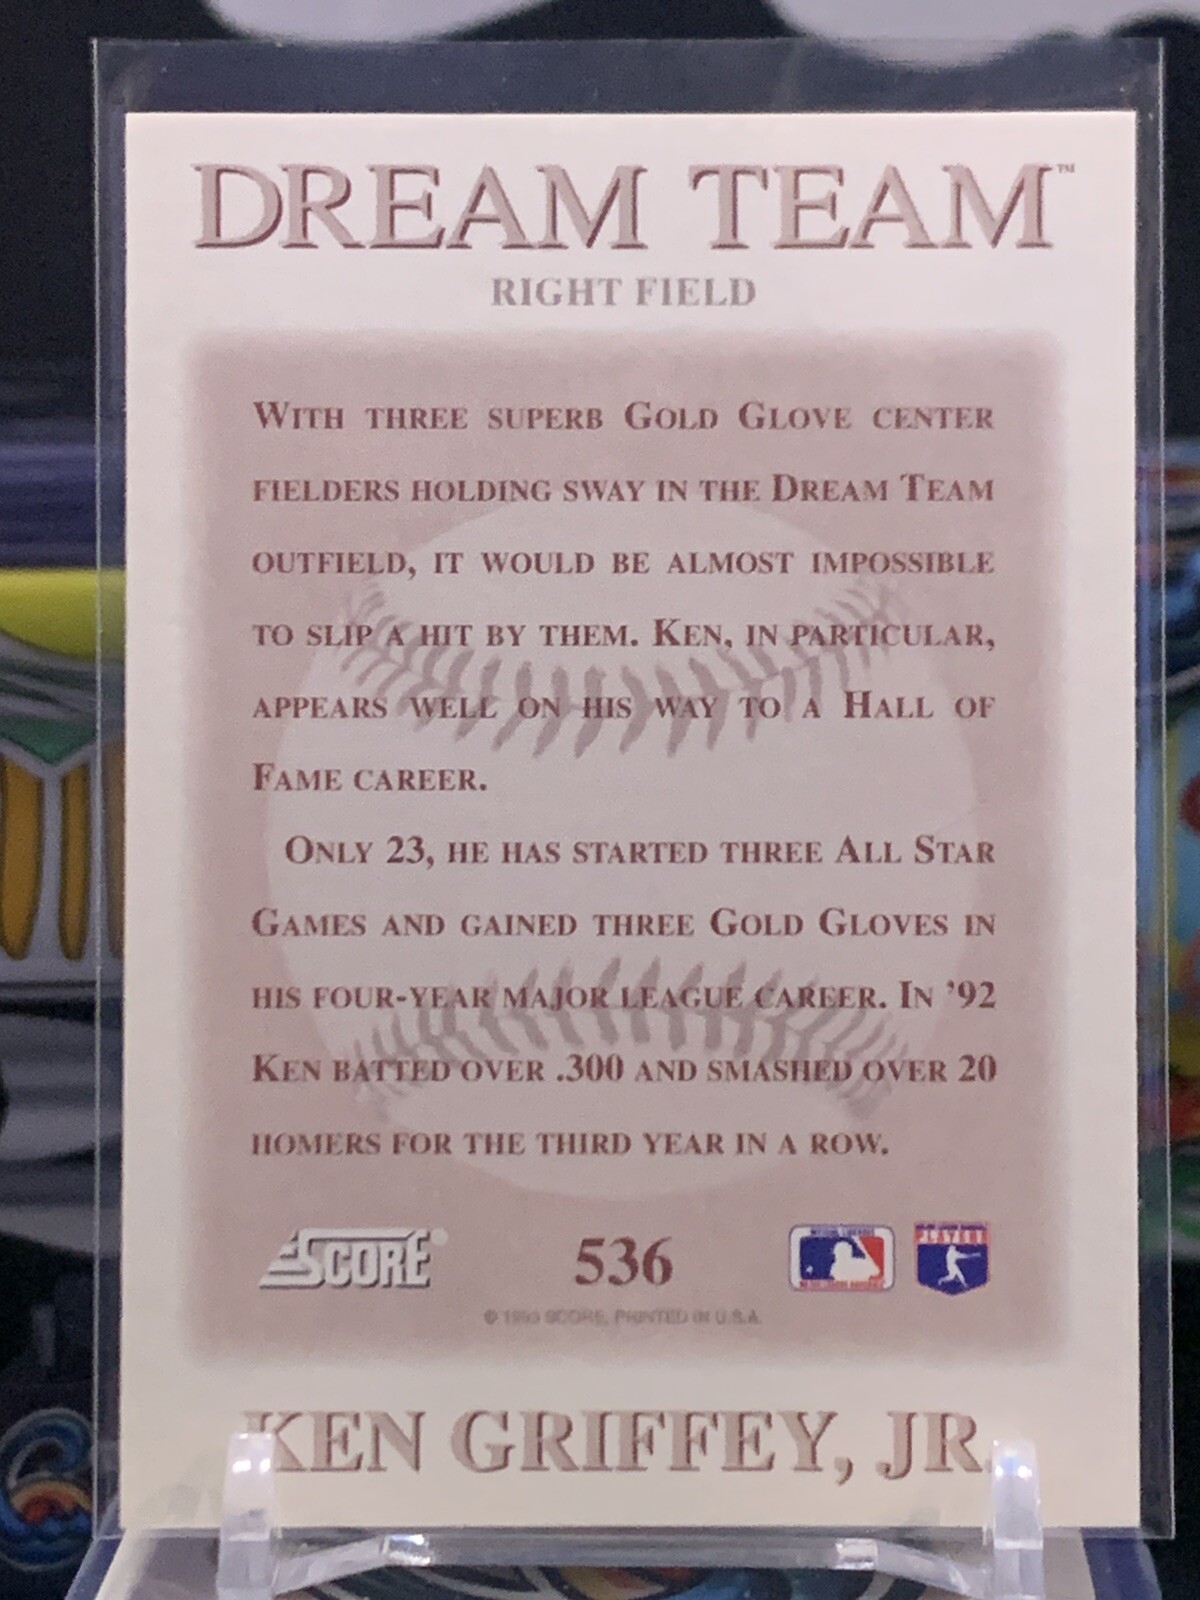 DREAM TEAM™
RIGHT FIELD
WITH THREE SUPERB GOLD GLOVE CENTER
FIELDERS HOLDING SWAY IN THE DREAM TEAM
OUTFIELD, IT WOULD BE ALMOST IMPOSSIBLE
TO SLIP A HIT BY THEM. KEN, IN PARTICULAR,
APPEARS WELL ON HIS WAY TO A HALL OF
FAME CAREER.
ONLY 23, HE HAS STARTED THREE ALL STAR
GAMES AND GAINED THREE GOLD GLOVES IN
HIS FOUR-YEAR MAJOR LEAGUE CAREER. IN '92
KEN BATTED OVER .300 AND SMASHED OVER 20
HOMERS FOR THE THIRD YEAR IN A ROW.
SCORE® 536
© 1993 SCORE, PRINTED IN U.S.A.
KEN GRIFFEY, JR.